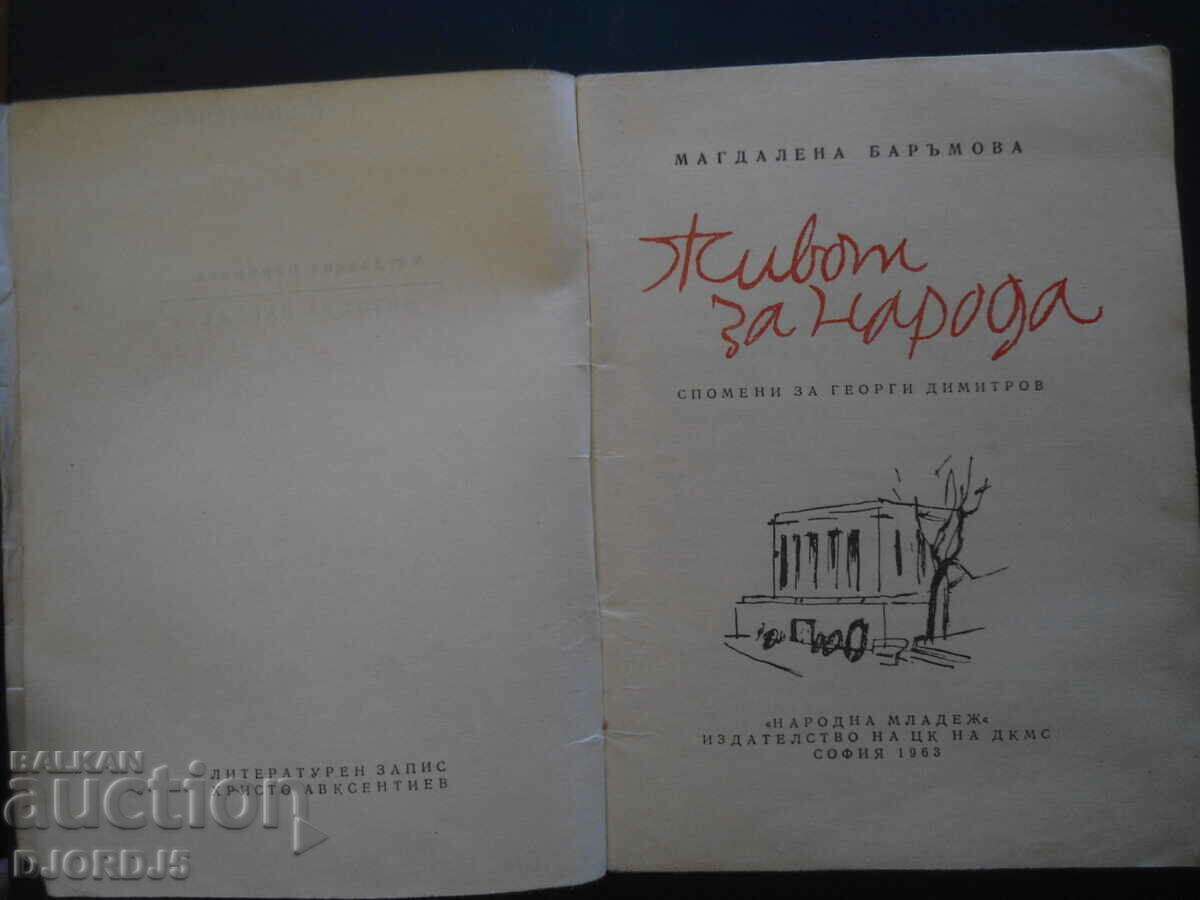 ЛИТЕРАТУРЕН ЗАПИС
ХРИСТО АВКСЕНТИЕВ
МАГДАЛЕНА БАРЪМОВА
Живот
за народа
СПОМЕНИ ЗА ГЕОРГИ ДИМИТРОВ
«НАРОДНА МЛАДЕЖ«
ИЗДАТЕЛСТВО НА ЦК НА ДКМС
СОФИЯ 1963
BALKAN
auction
DJORDJ5